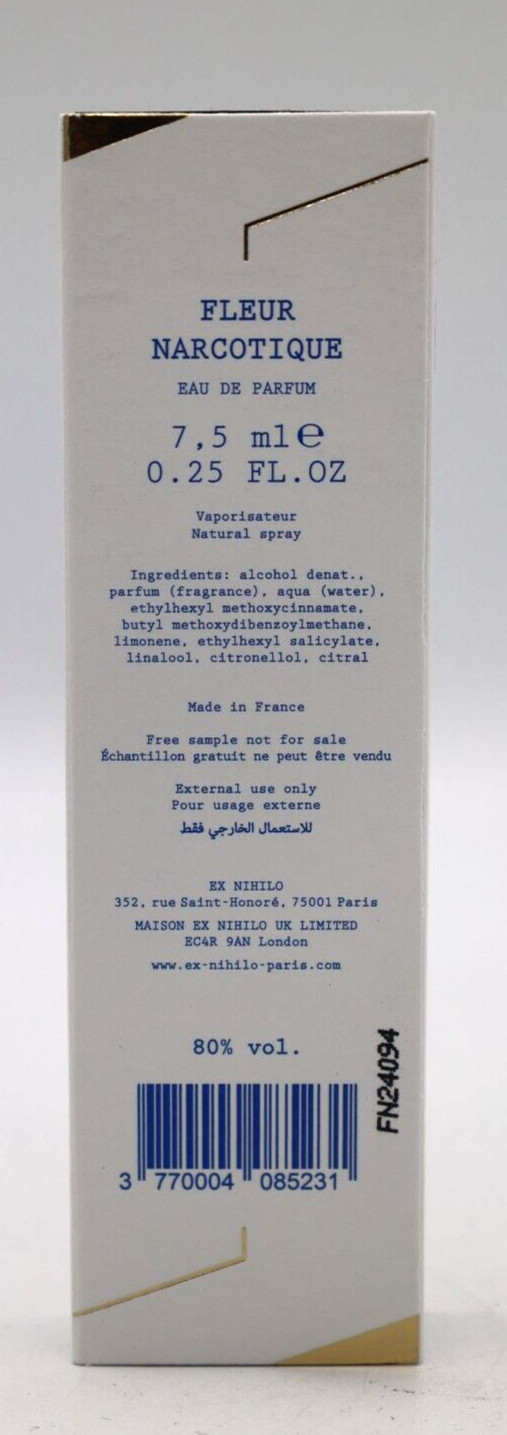 FLEUR
NARCOTIQUE
EAU DE PARFUM
7,5 ml℮
0.25 FL.OZ
Vaporisateur
Natural spray
Ingredients: alcohol denat.,
parfum (fragrance), aqua (water),
ethylhexyl methoxycinnamate,
butyl methoxydibenzoylmethane,
limonene, ethylhexyl salicylate,
linalool, citronellol, citral
Made in France
Free sample not for sale
Échantillon gratuit ne peut être vendu
External use only
Pour usage externe
للاستعمال الخارجي فقط
EX NIHILO
352, rue Saint-Honoré, 75001 Paris
MAISON EX NIHILO UK LIMITED
EC4R 9AN London
www.ex-nihilo-paris.com
80% vol.
FN24094
3 770004 085231